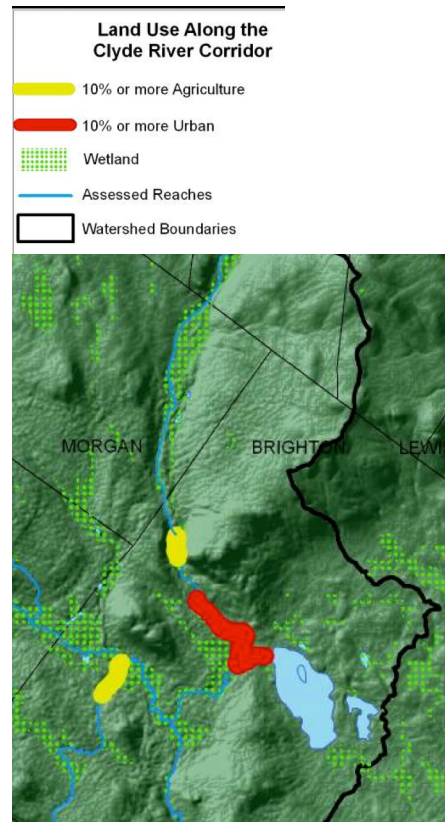 Land Use Along the
Clyde River Corridor
10% or more Agriculture
10% or more Urban
Wetland
Assessed Reaches
Watershed Boundaries
MORGAN
BRIGHTON
LEWI